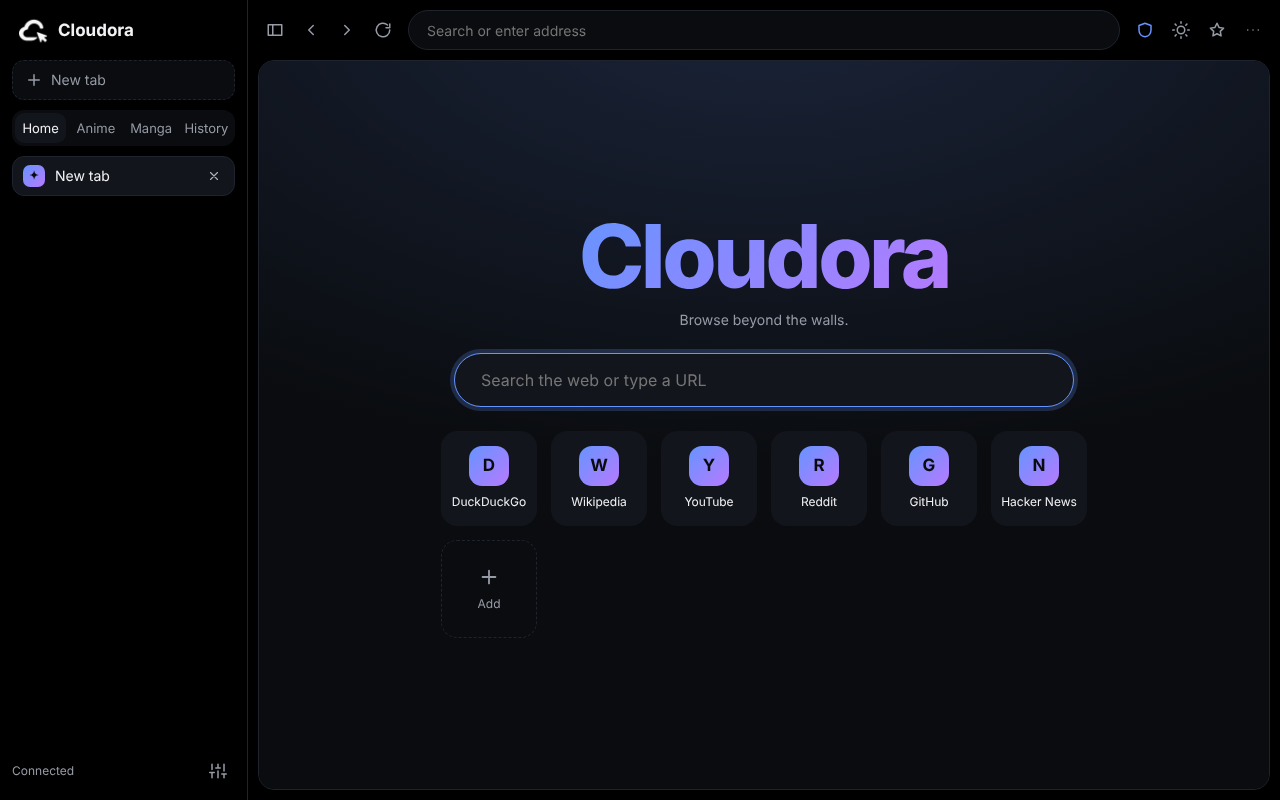 Cloudora
New tab
Home Anime Manga History
New tab
Connected
Search or enter address
Cloudora
Browse beyond the walls.
Search the web or type a URL
D W Y R G N
DuckDuckGo Wikipedia YouTube Reddit GitHub Hacker News
Add